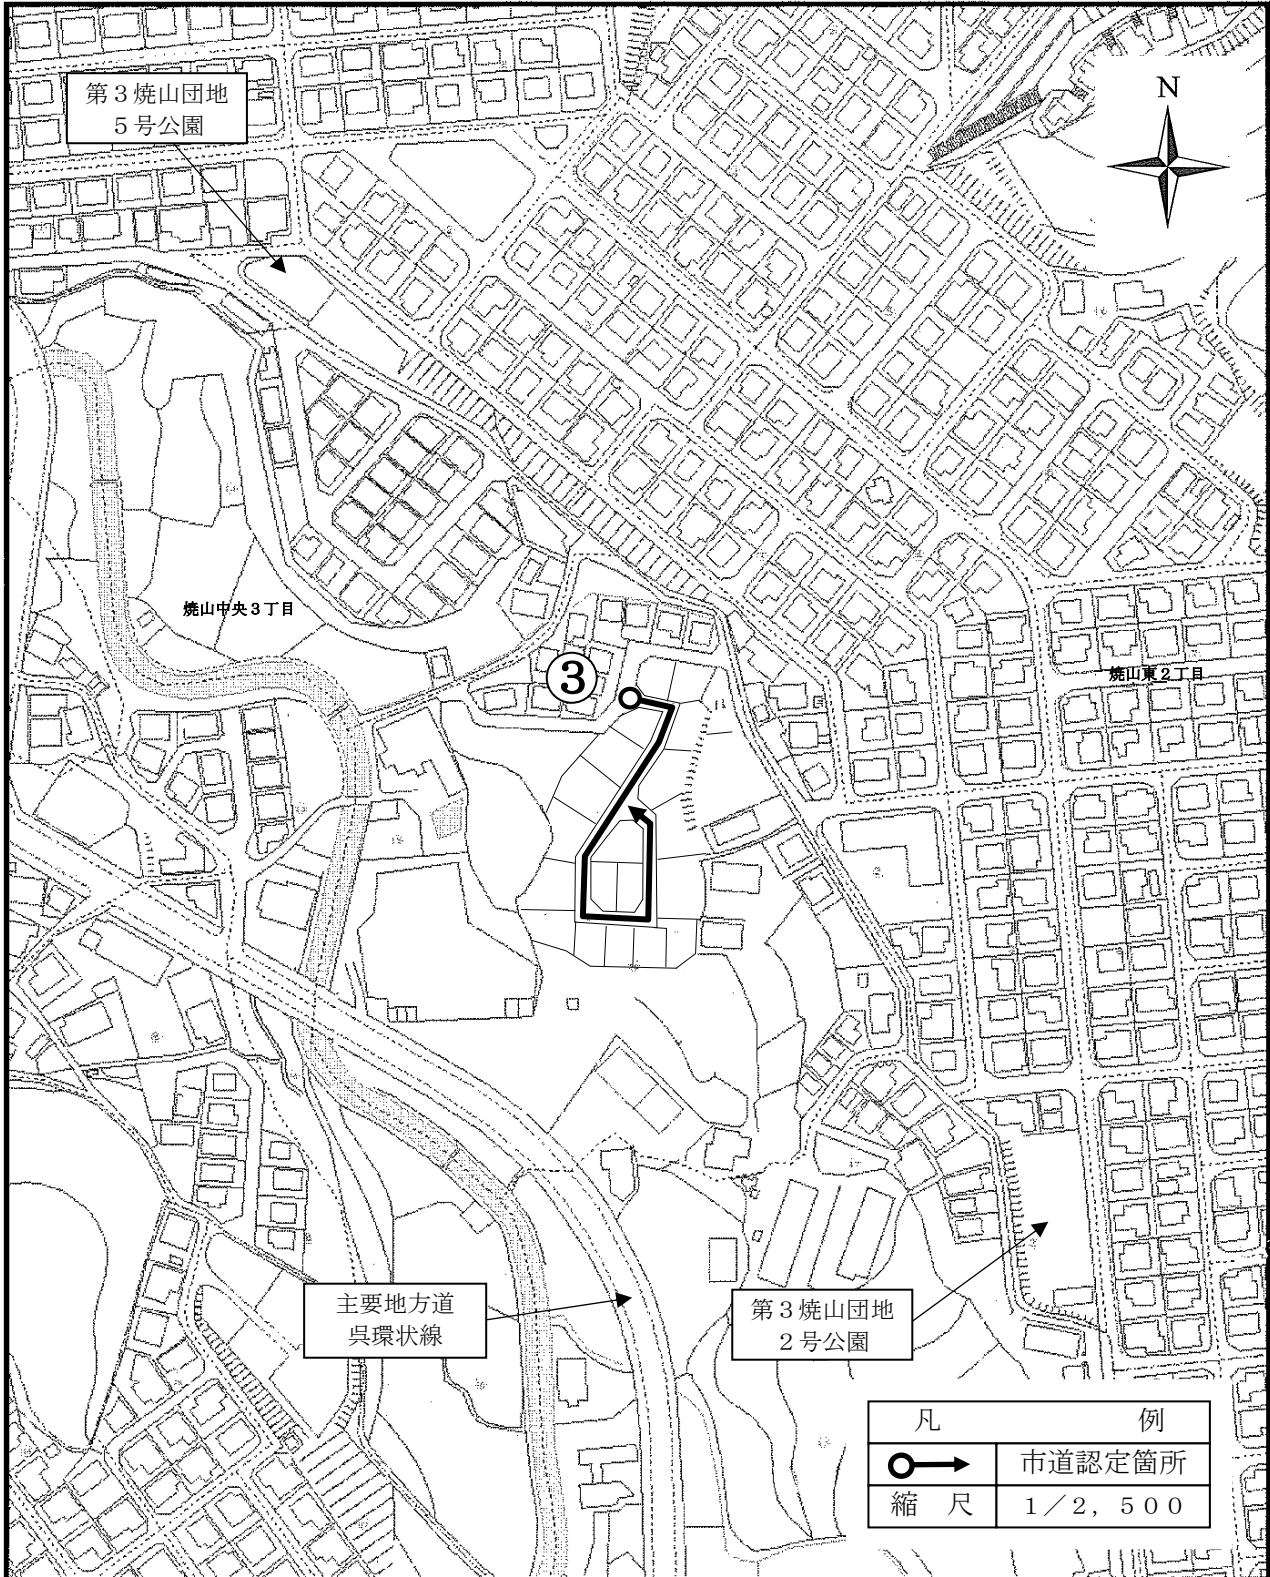 第３焼山団地
５号公園
N
焼山中央３丁目
③
焼山東２丁目
主要地方道
呉環状線
第３焼山団地
２号公園
凡例
市道認定箇所
縮尺
１／２，５００